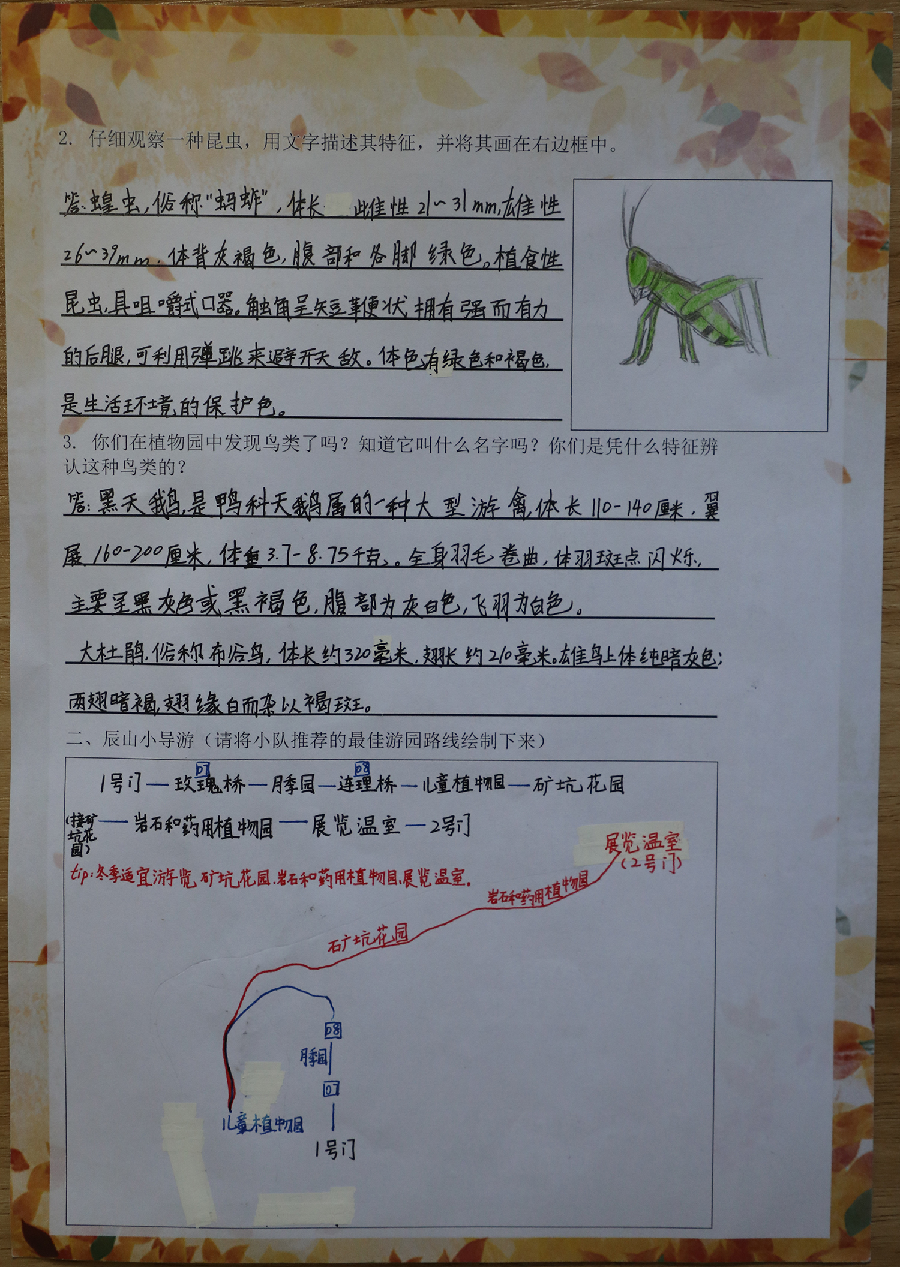 2. 仔细观察一种昆虫，用文字描述其特征，并将其画在右边框中。
答:蝗虫,俗称"蚂蚱",体长 雌性21～31mm,雄性
26～39mm.体背灰褐色,腹部和各脚绿色。植食性
昆虫,具咀嚼式口器。触角呈短鞭状 拥有强而有力
的后腿,可利用弹跳来避开天敌。体色有绿色和褐色,
是生活环境的保护色。
3. 你们在植物园中发现鸟类了吗？知道它叫什么名字吗？你们是凭什么特征辨
认这种鸟类的？
答:黑天鹅,是鸭科天鹅属的一种大型游禽,体长110-140厘米,翼
展160-200厘米,体重3.7-8.75千克,。全身羽毛卷曲,体羽斑点闪烁,
主要呈黑灰色或黑褐色,腹部为灰白色,飞羽为白色。
大杜鹃.俗称布谷鸟,体长约320毫米,翅长约210毫米。雄鸟上体纯暗灰色;
两翅暗褐,翅缘白而杂以褐斑。
二、辰山小导游（请将小队推荐的最佳游园路线绘制下来）
07 08
1号门—玫瑰桥—月季园—连理桥—儿童植物园—矿坑花园
(接矿坑花园)—岩石和药用植物园—展览温室—2号门
tip:冬季适宜游览矿坑花园.岩石和药用植物园.展览温室。
展览温室
(2号门)
岩石和药用植物园
矿坑花园
08
月季园
07
儿童植物园
1号门